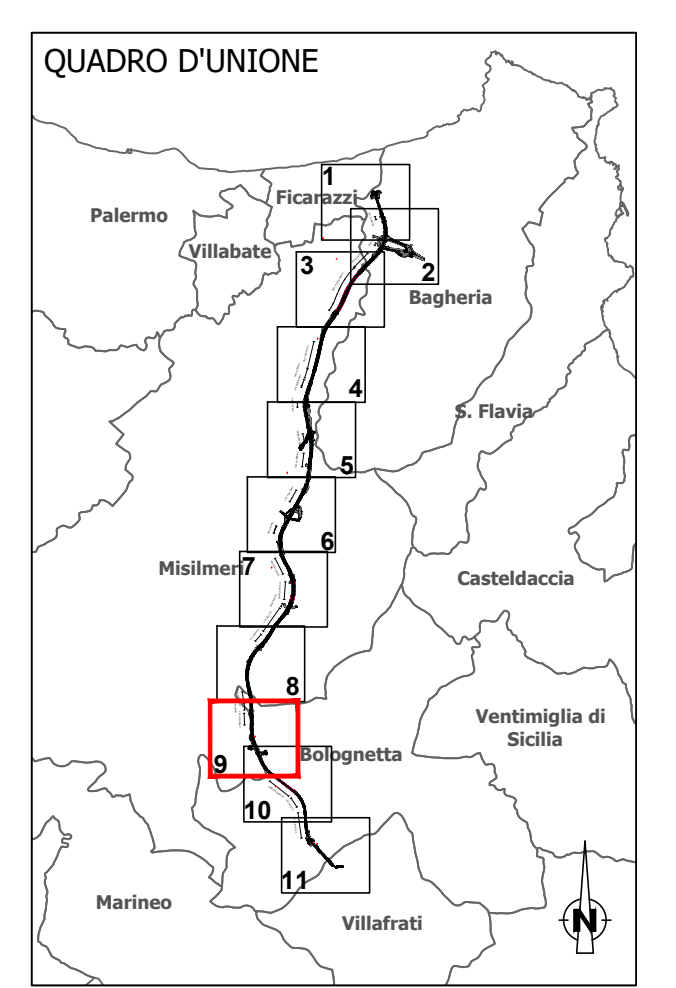 QUADRO D'UNIONE
1
Ficarazzi
Palermo
Villabate
3
2
Bagheria
4
S. Flavia
5
6
Misilmeri
7
Casteldaccia
8
Ventimiglia di
Sicilia
Bolognetta
9
10
11
Marineo
Villafrati
N